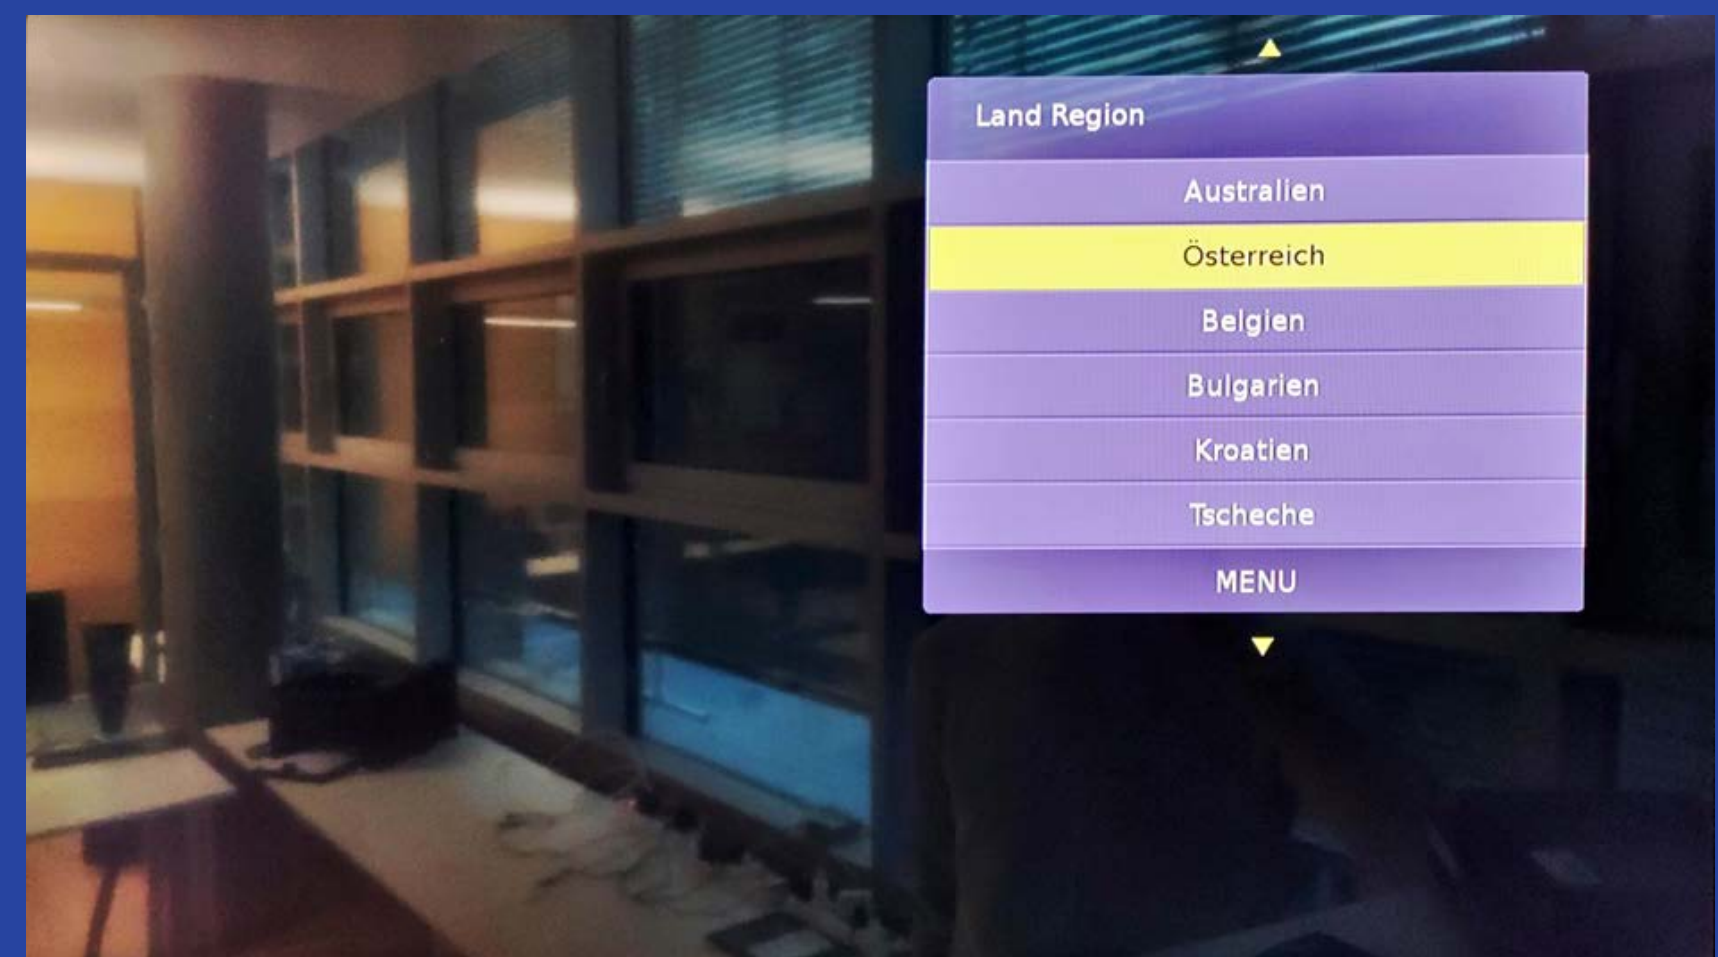 Land Region
Australien
Österreich
Belgien
Bulgarien
Kroatien
Tscheche
MENU